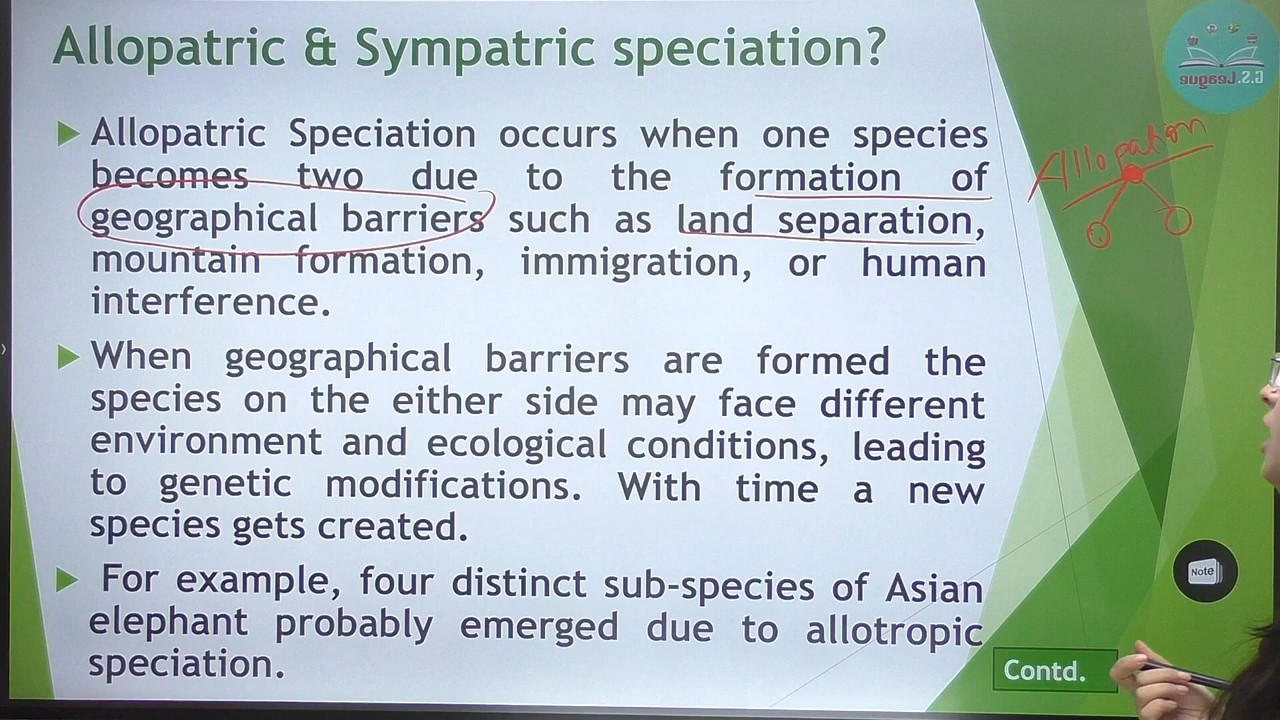 Allopatric & Sympatric speciation?
Allopatric Speciation occurs when one species
becomes two due to the formation of
geographical barriers such as land separation,
mountain formation, immigration, or human
interference.
When geographical barriers are formed the
species on the either side may face different
environment and ecological conditions, leading
to genetic modifications. With time a new
species gets created.
For example, four distinct sub-species of Asian
elephant probably emerged due to allotropic
speciation.
Contd.
G.S.League
Note